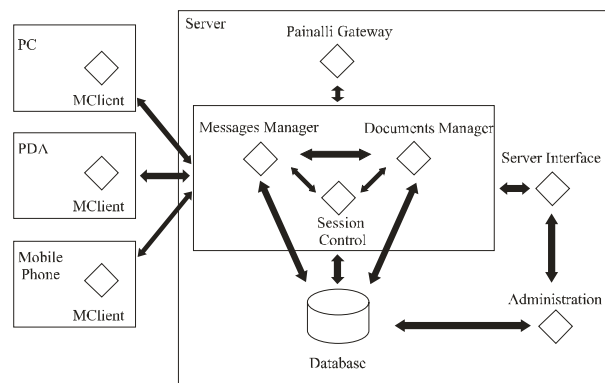 Server
Painalli Gateway
PC
MClient
PDA
MClient
Mobile
Phone
MClient
Messages Manager
Documents Manager
Session
Control
Server Interface
Administration
Database